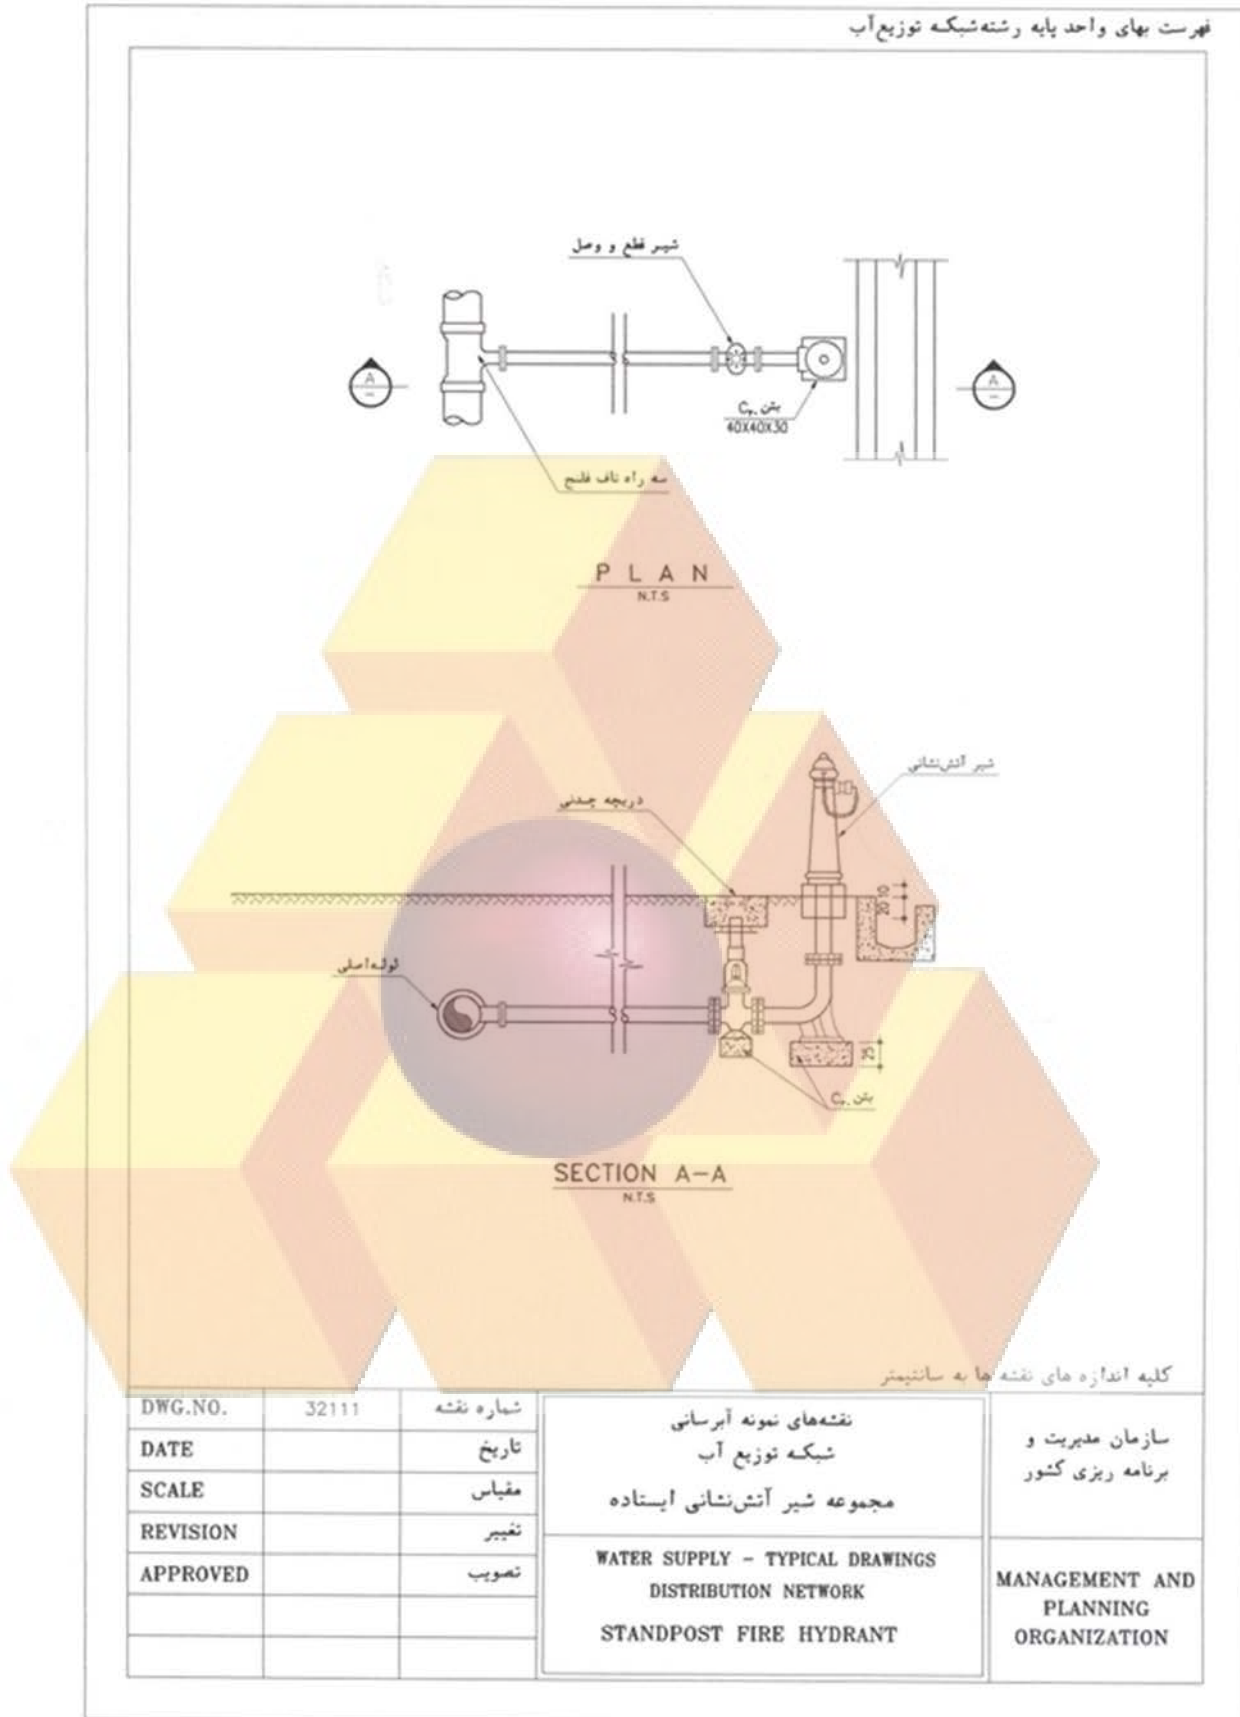 فهرست بهای واحد پایه رشته شبکه توزیع آب
شیر قطع و وصل
A
A
بتن C۲۰
40X40X30
سه راه ناف فلنج
PLAN
N.T.S
شیر آتش‌نشانی
دریچه چدنی
10
20
لوله اصلی
25
بتن C۲۰
SECTION A-A
N.T.S
کلیه اندازه های نقشه ها به سانتیمتر
DWG.NO. 32111 شماره نقشه
DATE تاریخ
SCALE مقیاس
REVISION تغییر
APPROVED تصویب
نقشه‌های نمونه آبرسانی
شبکه توزیع آب
مجموعه شیر آتش‌نشانی ایستاده
WATER SUPPLY - TYPICAL DRAWINGS
DISTRIBUTION NETWORK
STANDPOST FIRE HYDRANT
سازمان مدیریت و
برنامه ریزی کشور
MANAGEMENT AND
PLANNING
ORGANIZATION